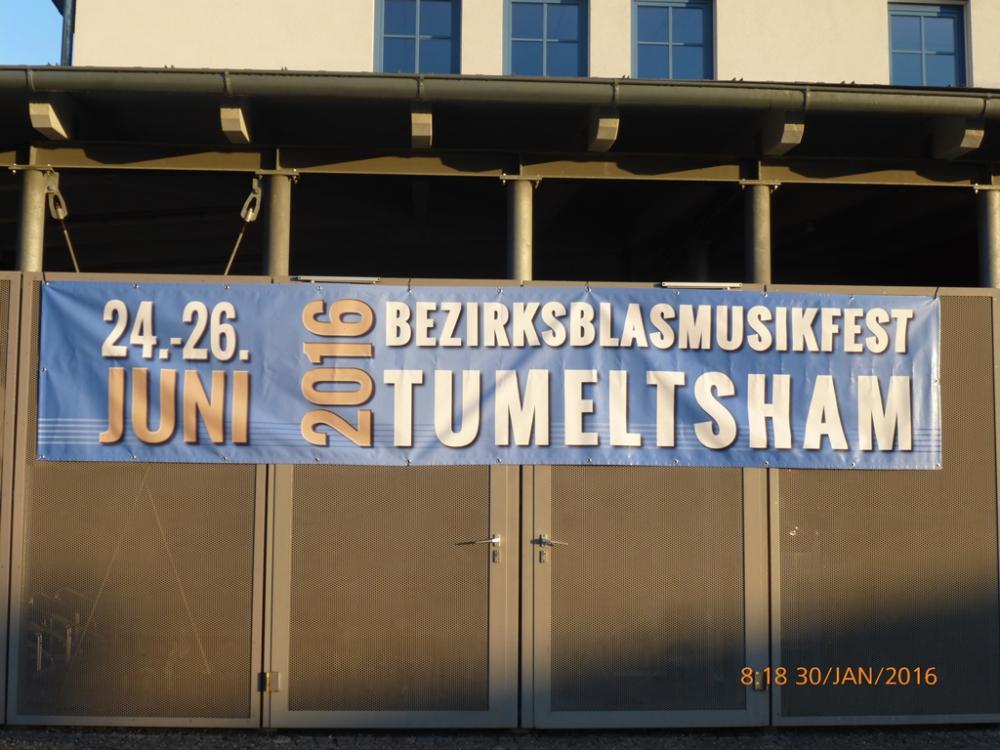 24.-26.
JUNI
2016
BEZIRKSBLASMUSIKFEST
TUMELTSHAM
8:18 30/JAN/2016